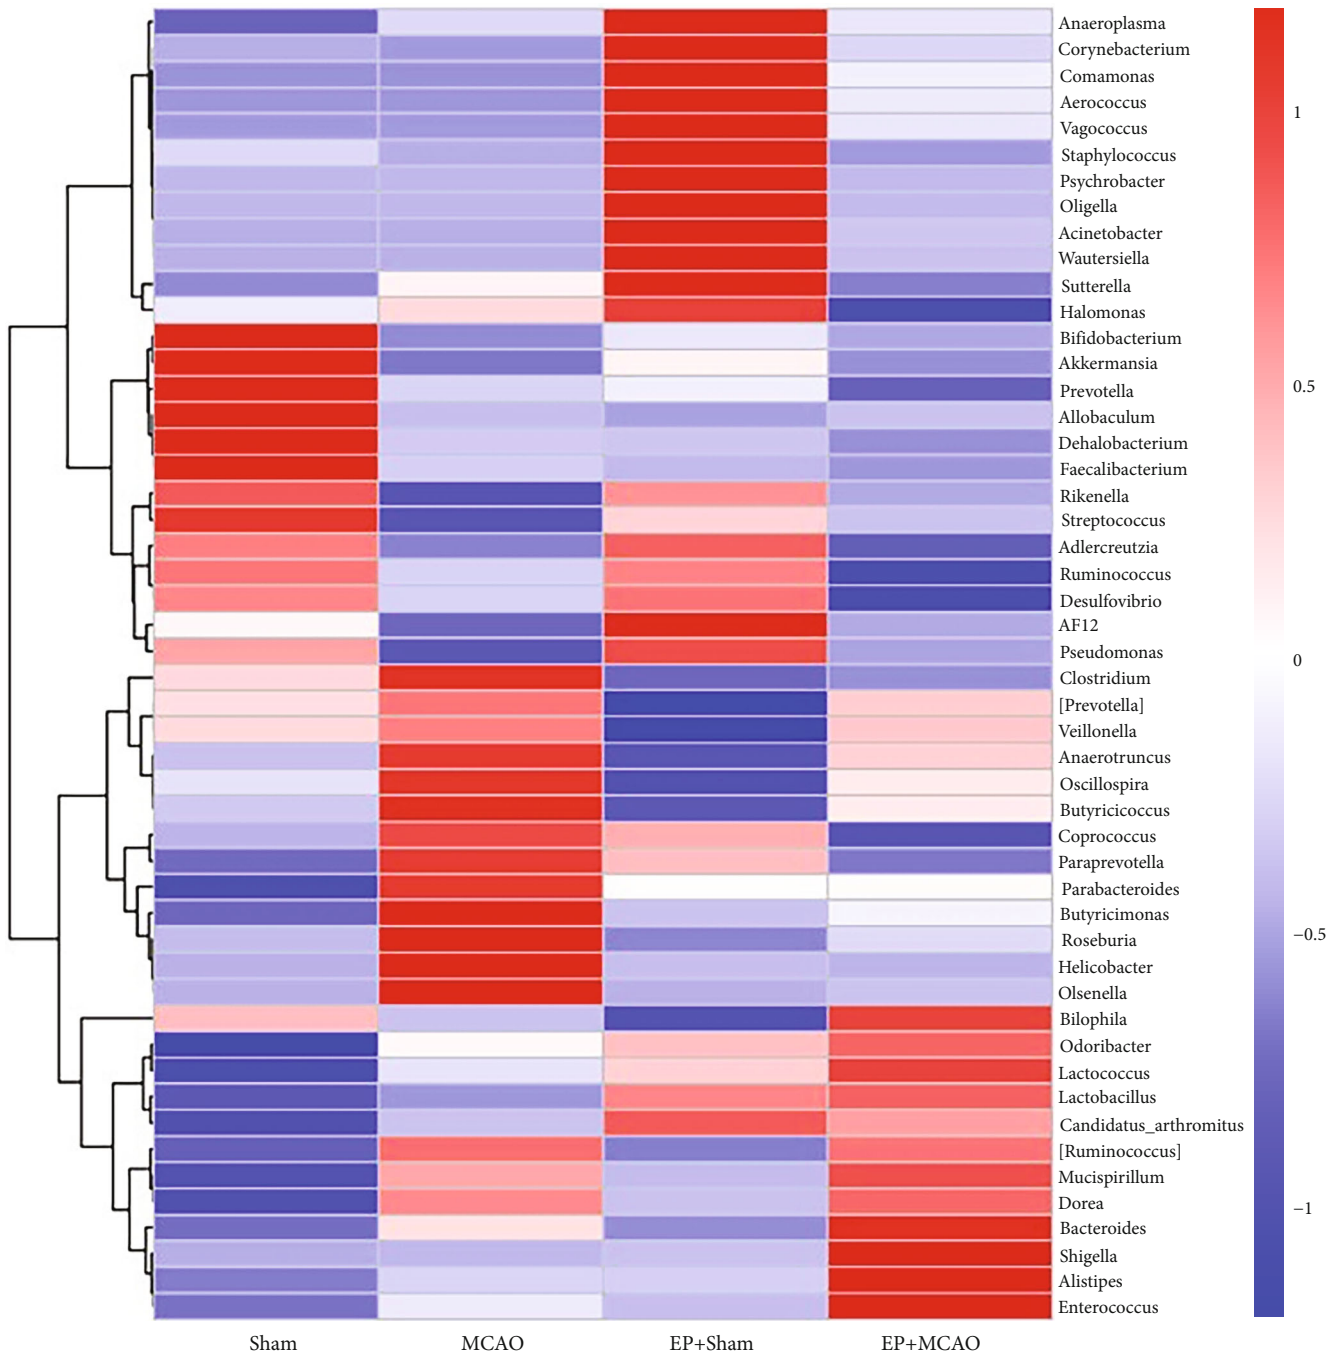 Anaeroplasma
Corynebacterium
Comamonas
Aerococcus
Vagococcus
Staphylococcus
Psychrobacter
Oligella
Acinetobacter
Wautersiella
Sutterella
Halomonas
Bifidobacterium
Akkermansia
Prevotella
Allobaculum
Dehalobacterium
Faecalibacterium
Rikenella
Streptococcus
Adlercreutzia
Ruminococcus
Desulfovibrio
AF12
Pseudomonas
Clostridium
[Prevotella]
Veillonella
Anaerotruncus
Oscillospira
Butyricicoccus
Coprococcus
Paraprevotella
Parabacteroides
Butyricimonas
Roseburia
Helicobacter
Olsenella
Bilophila
Odoribacter
Lactococcus
Lactobacillus
Candidatus_arthromitus
[Ruminococcus]
Mucispirillum
Dorea
Bacteroides
Shigella
Alistipes
Enterococcus
1
0.5
0
−0.5
−1
Sham MCAO EP+Sham EP+MCAO